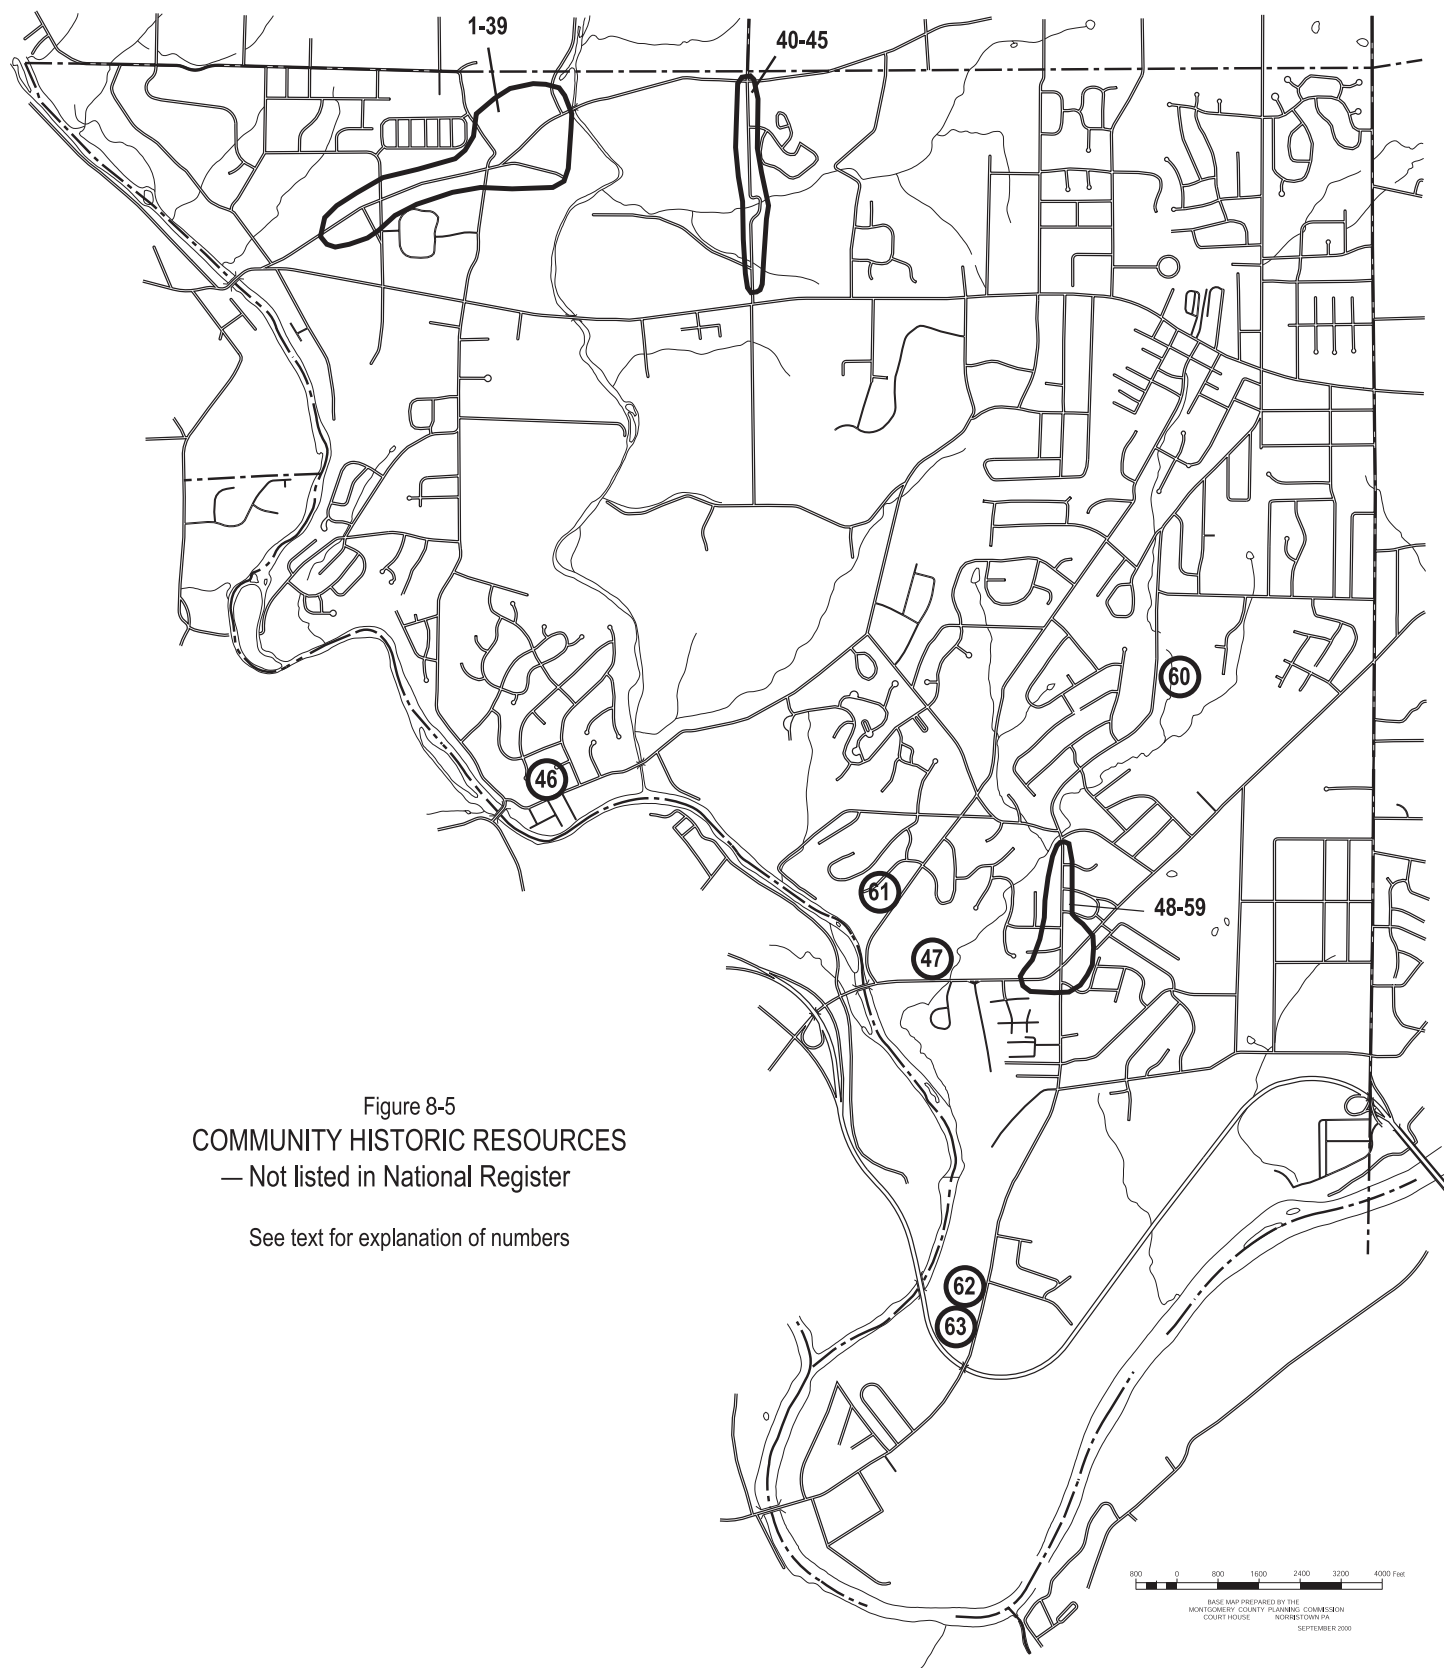 1-39
40-45
60
46
61
48-59
47
Figure 8-5
COMMUNITY HISTORIC RESOURCES
— Not listed in National Register
See text for explanation of numbers
62
63
800 0 800 1600 2400 3200 4000 Feet
BASE MAP PREPARED BY THE
MONTGOMERY COUNTY PLANNING COMMISSION
COURT HOUSE NORRISTOWN PA
SEPTEMBER 2000